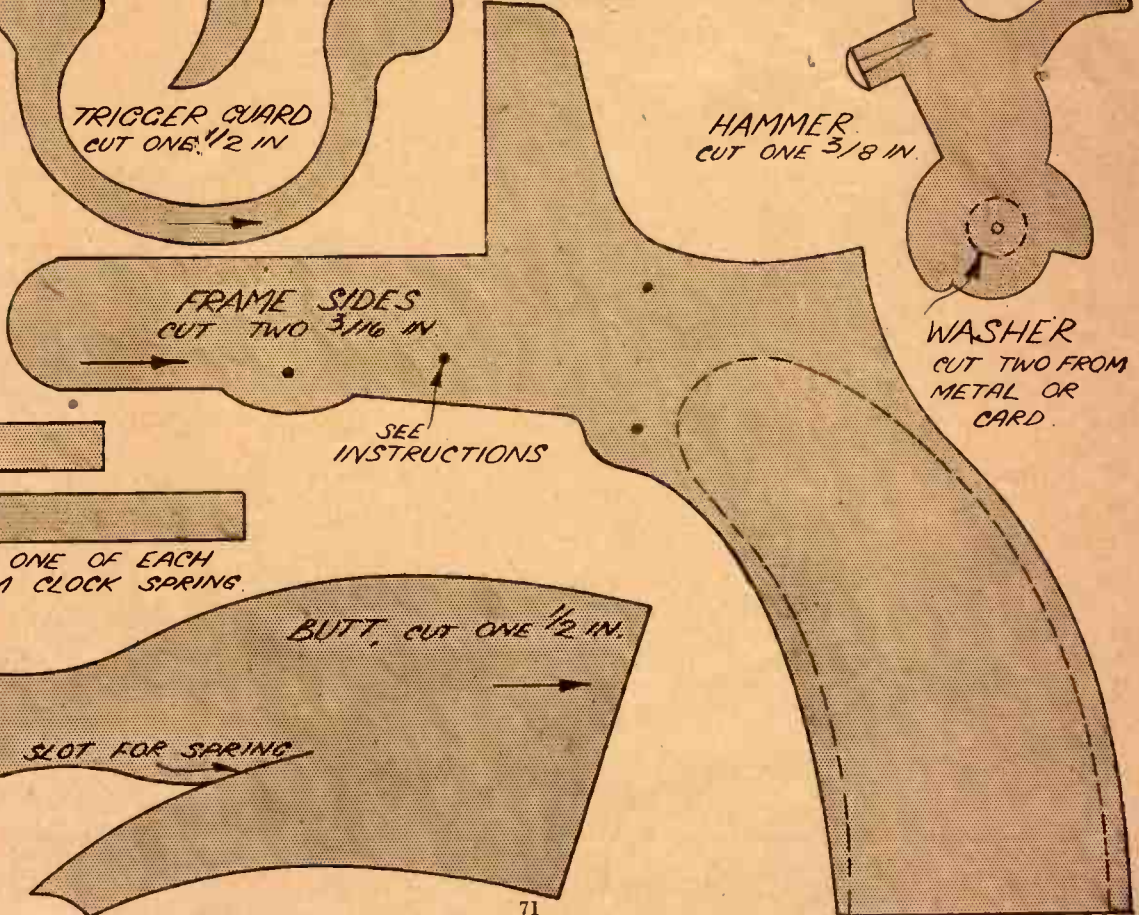 TRIGGER GUARD
CUT ONE. 1/2 IN
HAMMER.
CUT ONE 3/8 IN.
FRAME SIDES
CUT TWO 3/16 IN.
WASHER
CUT TWO FROM
METAL OR
CARD.
SEE
INSTRUCTIONS
ONE OF EACH
CLOCK SPRING.
BUTT, CUT ONE 1/2 IN.
SLOT FOR SPRING
71